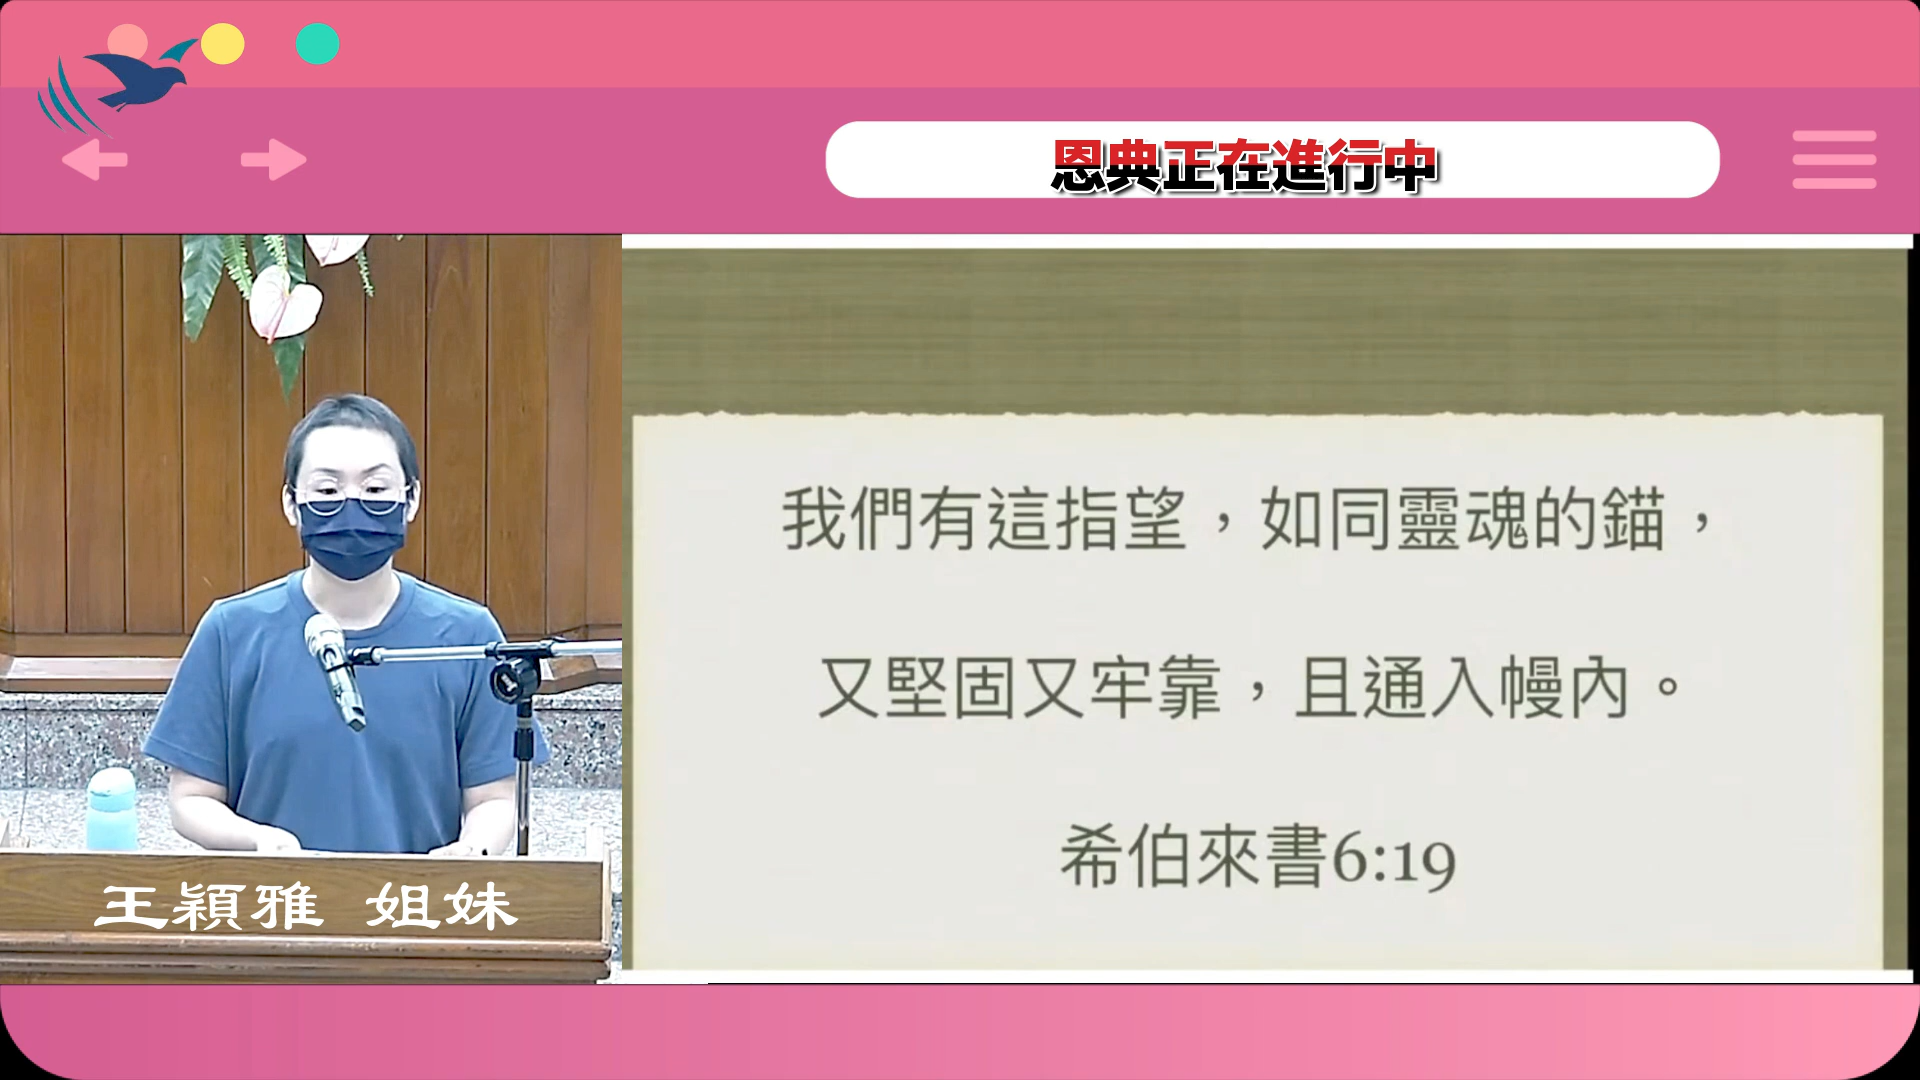 恩典正在進行中
我們有這指望，如同靈魂的錨，
又堅固又牢靠，且通入幔內。
希伯來書6:19
王穎雅 姐妹